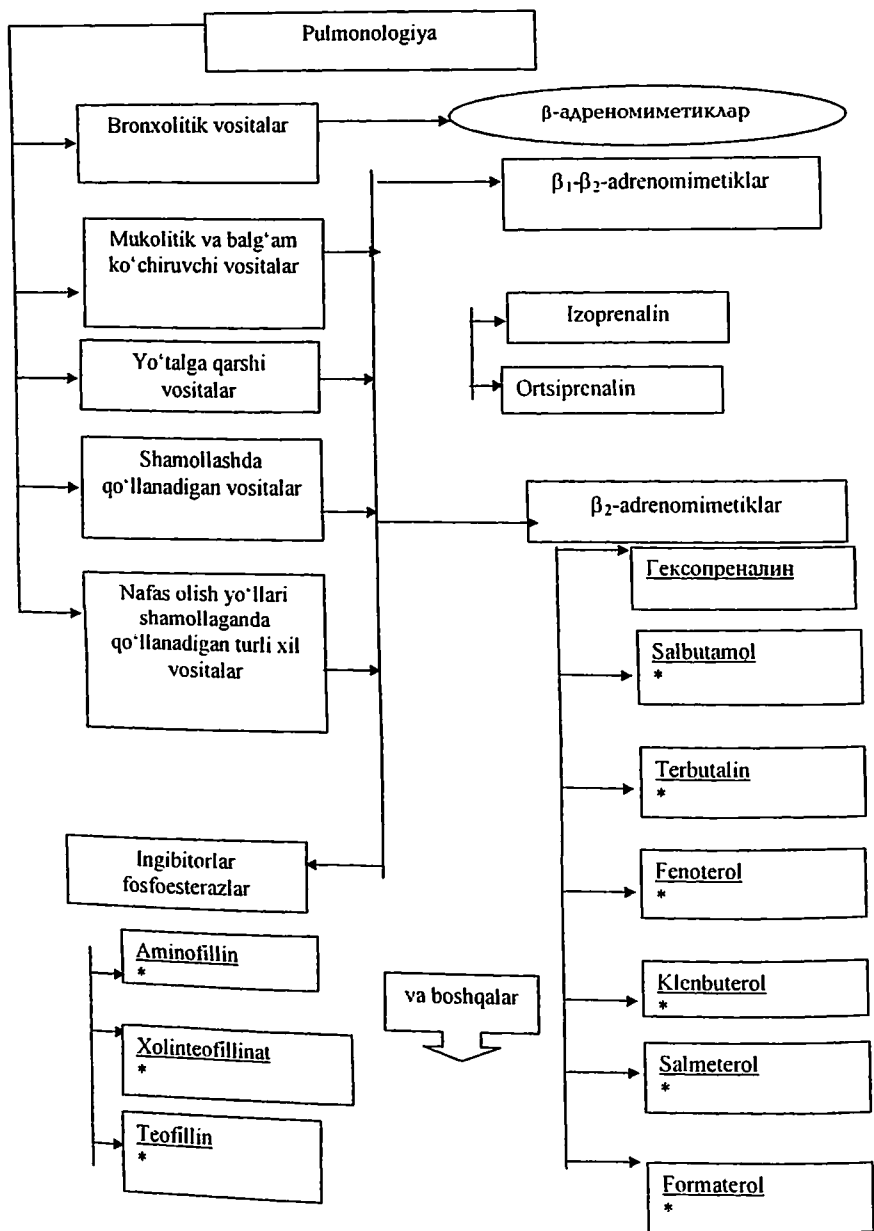 Pulmonologiya
Bronxolitik vositalar
β-адреномиметиклар
β₁-β₂-adrenomimetiklar
Mukolitik va balg‘am
ko‘chiruvchi vositalar
Izoprenalin
Yo‘talga qarshi
vositalar
Ortsiprenalin
Shamollashda
qo‘llanadigan vositalar
β₂-adrenomimetiklar
Гексопреналин
Nafas olish yo‘llari
shamollaganda
qo‘llanadigan turli xil
vositalar
Salbutamol
*
Terbutalin
*
Ingibitorlar
fosfoesterazlar
Fenoterol
*
Aminofillin
*
va boshqalar
Klenbuterol
*
Xolinteofillinat
*
Salmeterol
*
Teofillin
*
Formaterol
*